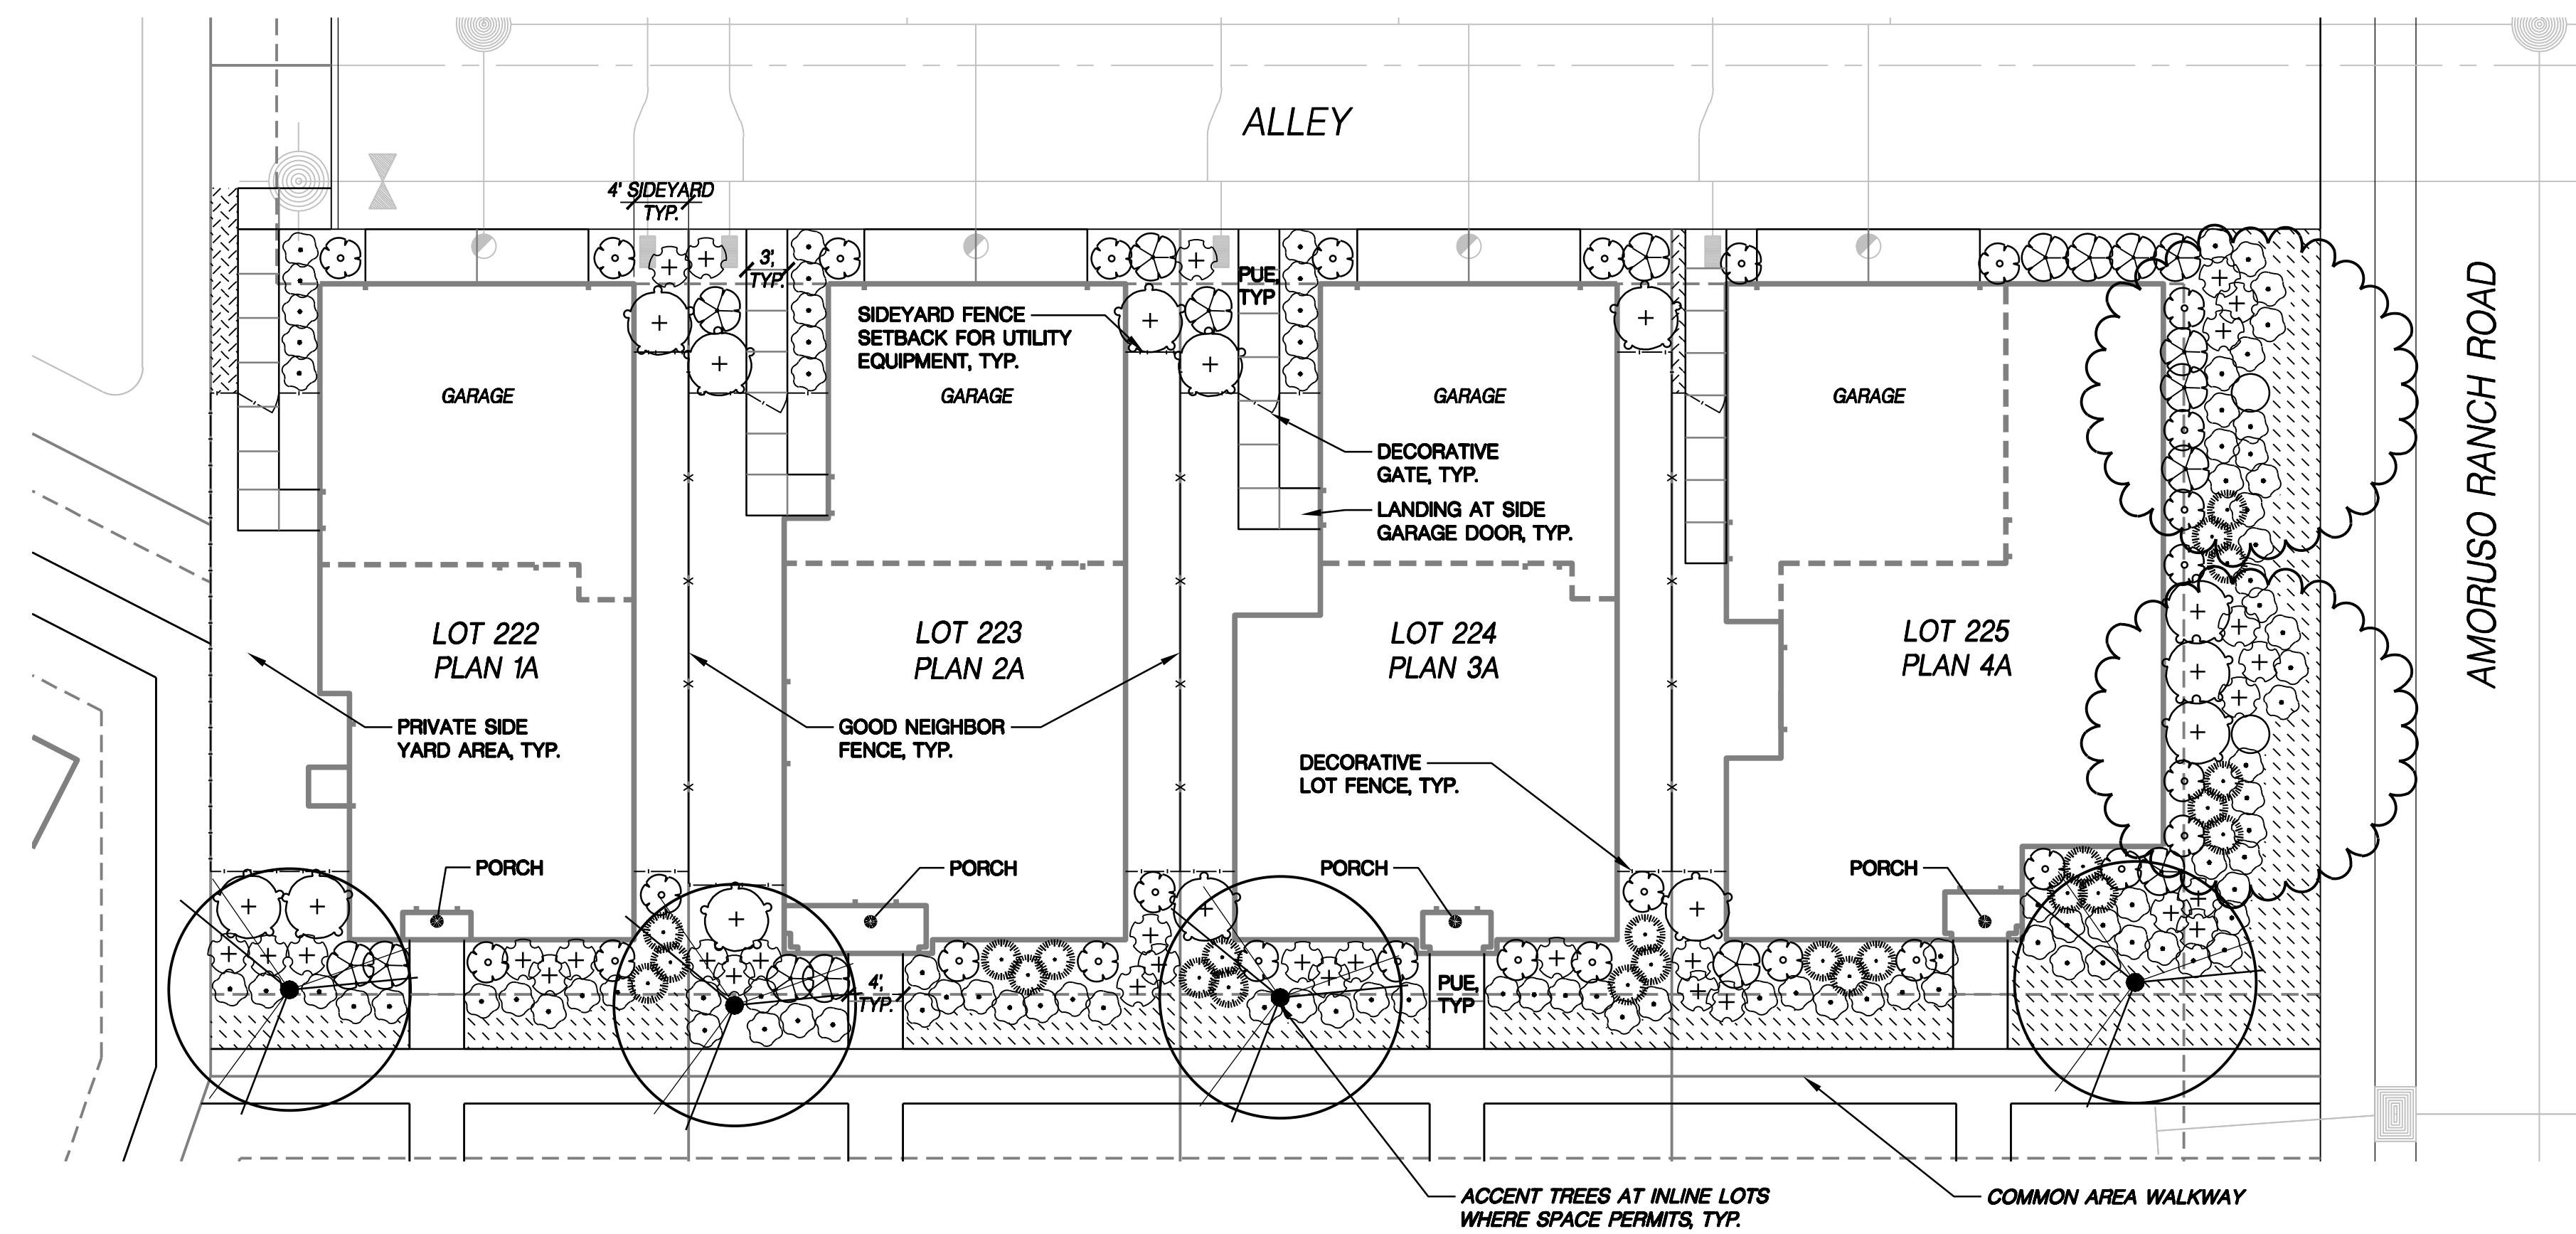 ALLEY
4' SIDEYARD
TYP.
3',
TYP.
PUE,
TYP
SIDEYARD FENCE
SETBACK FOR UTILITY
EQUIPMENT, TYP.
GARAGE
GARAGE
GARAGE
GARAGE
DECORATIVE
GATE, TYP.
LANDING AT SIDE
GARAGE DOOR, TYP.
AMORUSO RANCH ROAD
LOT 222
PLAN 1A
LOT 223
PLAN 2A
LOT 224
PLAN 3A
LOT 225
PLAN 4A
PRIVATE SIDE
YARD AREA, TYP.
GOOD NEIGHBOR
FENCE, TYP.
DECORATIVE
LOT FENCE, TYP.
PORCH
PORCH
PORCH
PORCH
4',
TYP.
PUE,
TYP
ACCENT TREES AT INLINE LOTS
WHERE SPACE PERMITS, TYP.
COMMON AREA WALKWAY